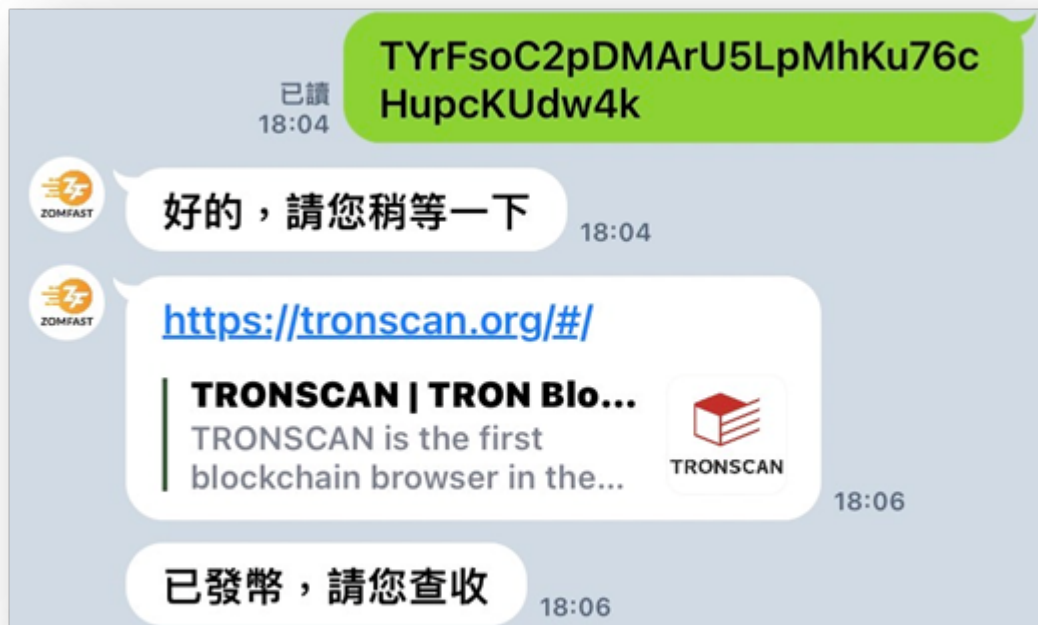 TYrFsoC2pDMArU5LpMhKu76c
HupcKUdw4k
已讀
18:04
ZF
ZOMFAST
好的，請您稍等一下
18:04
ZF
ZOMFAST
https://tronscan.org/#/
TRONSCAN | TRON Blo...
TRONSCAN is the first
blockchain browser in the...
TRONSCAN
18:06
已發幣，請您查收
18:06